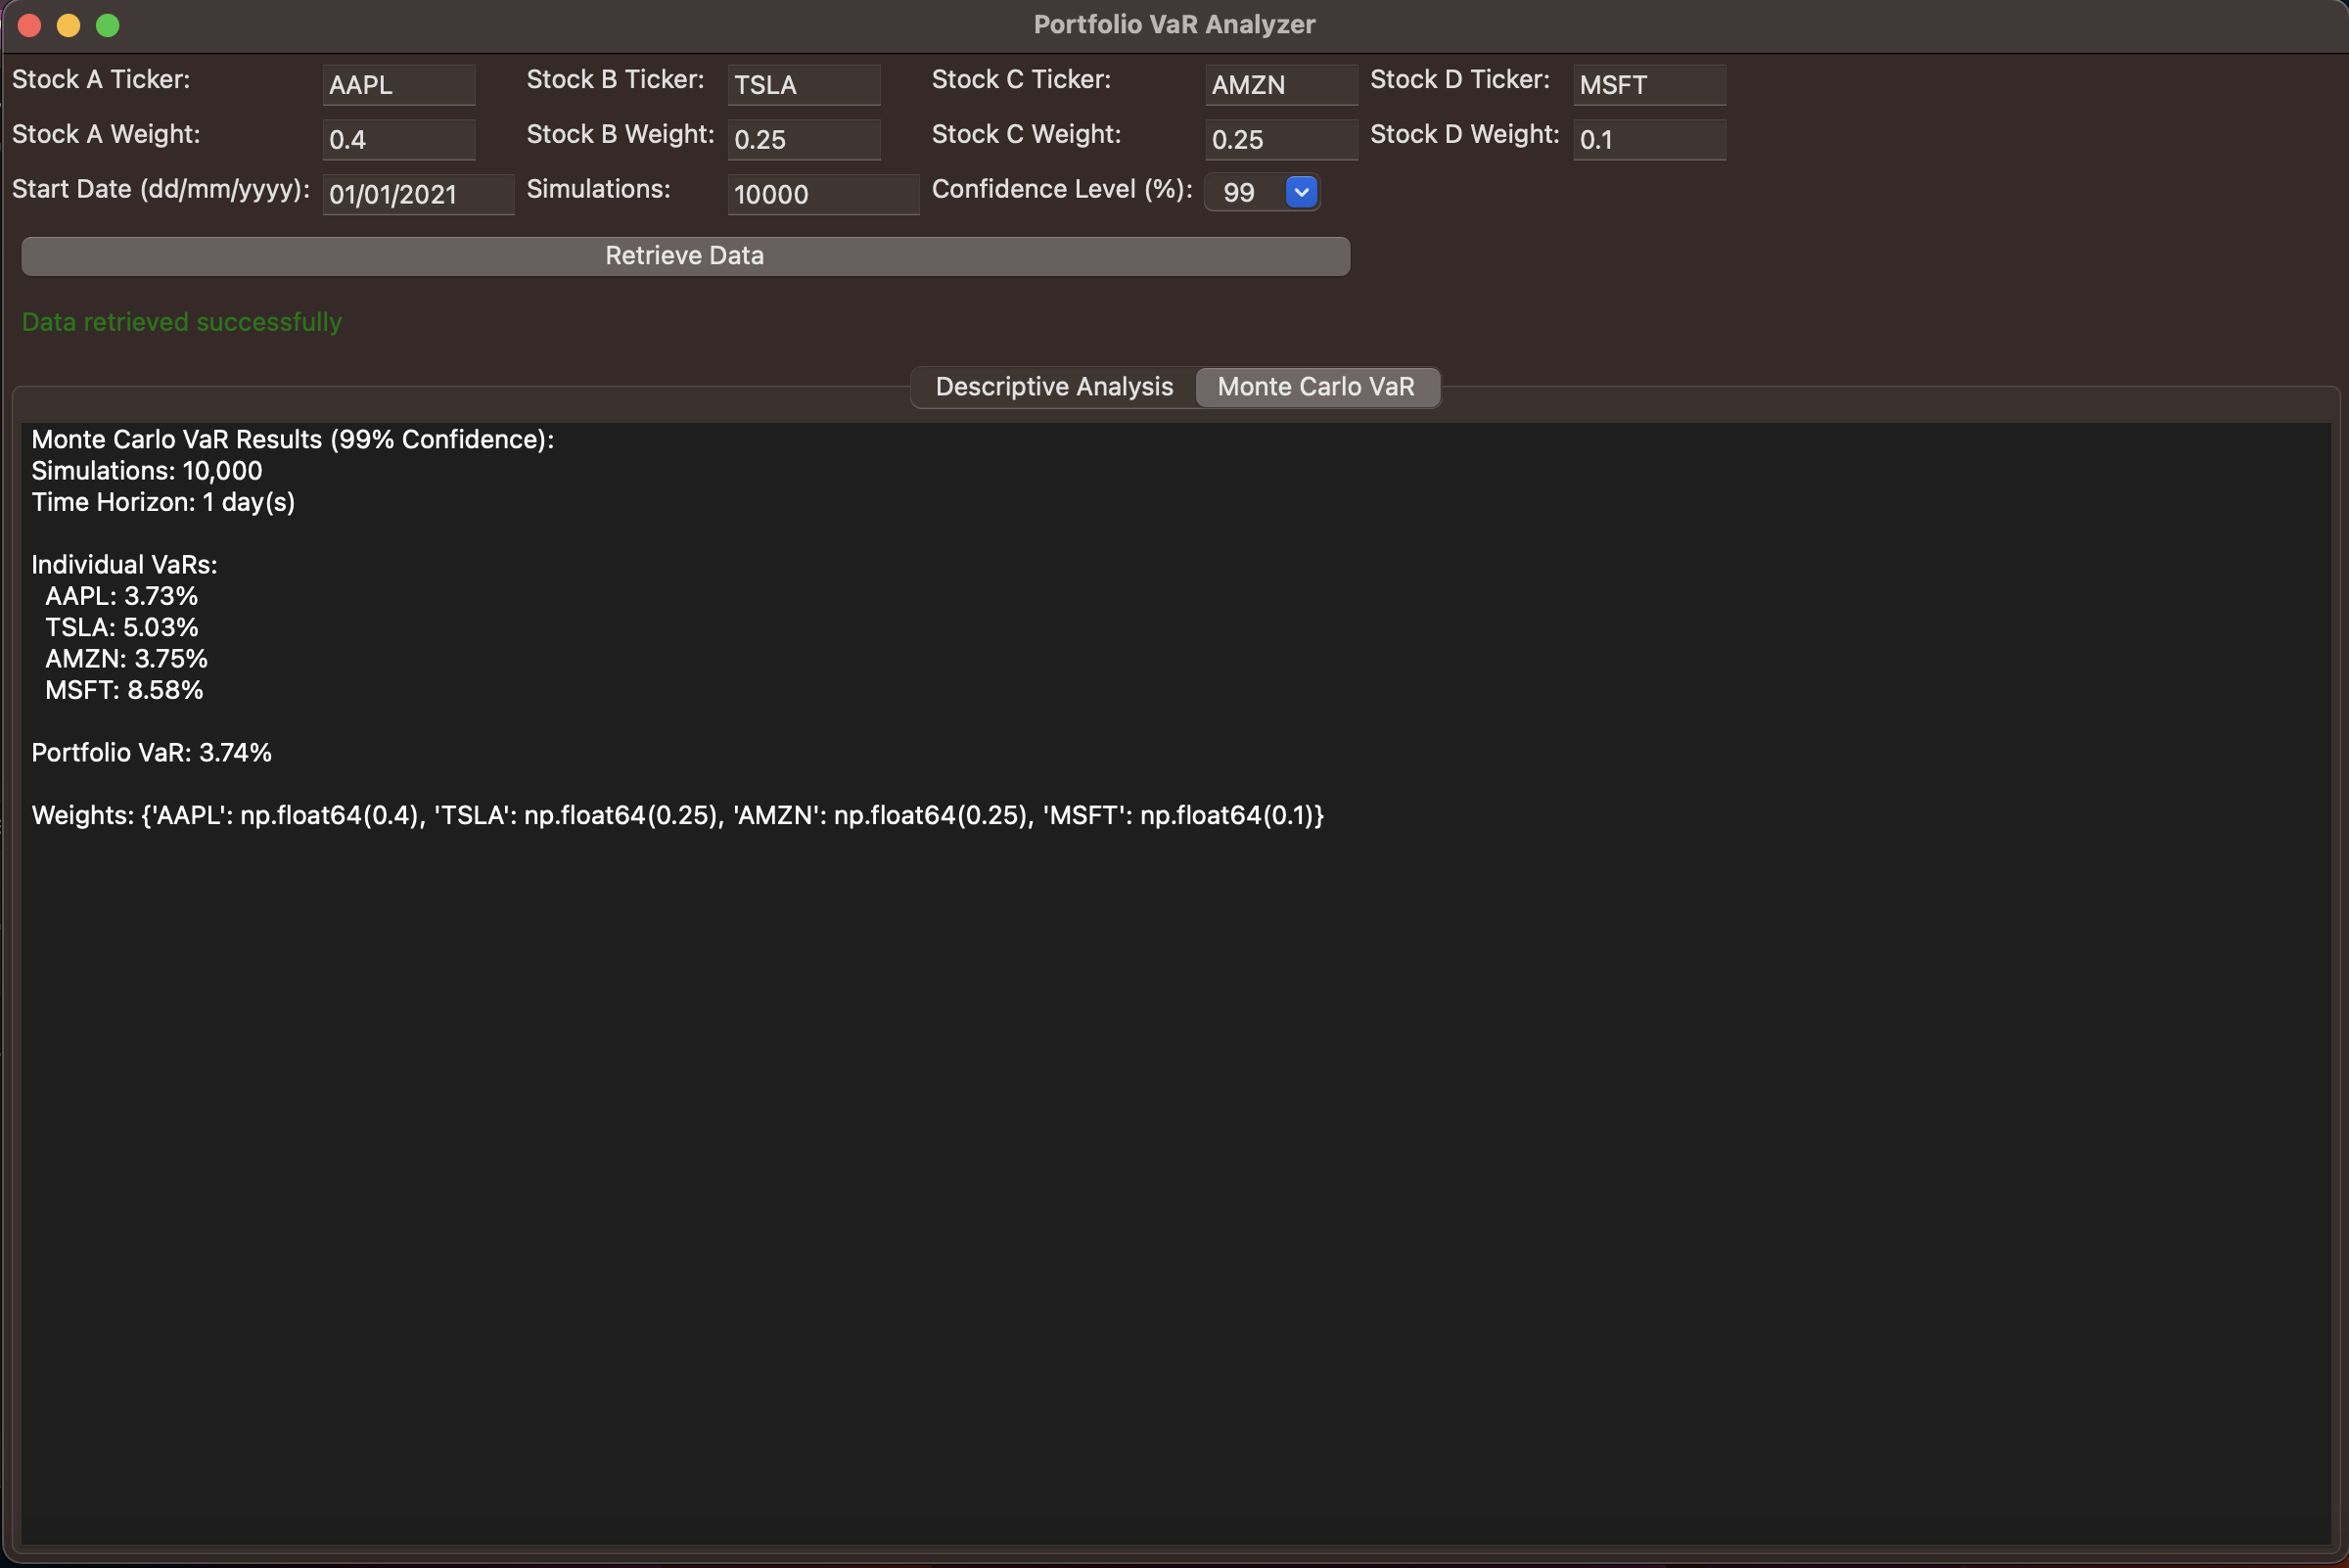 Portfolio VaR Analyzer
Stock A Ticker: AAPL Stock B Ticker: TSLA Stock C Ticker: AMZN Stock D Ticker: MSFT
Stock A Weight: 0.4 Stock B Weight: 0.25 Stock C Weight: 0.25 Stock D Weight: 0.1
Start Date (dd/mm/yyyy): 01/01/2021 Simulations: 10000 Confidence Level (%): 99
Retrieve Data
Data retrieved successfully
Descriptive Analysis Monte Carlo VaR
Monte Carlo VaR Results (99% Confidence):
Simulations: 10,000
Time Horizon: 1 day(s)
Individual VaRs:
AAPL: 3.73%
TSLA: 5.03%
AMZN: 3.75%
MSFT: 8.58%
Portfolio VaR: 3.74%
Weights: {'AAPL': np.float64(0.4), 'TSLA': np.float64(0.25), 'AMZN': np.float64(0.25), 'MSFT': np.float64(0.1)}